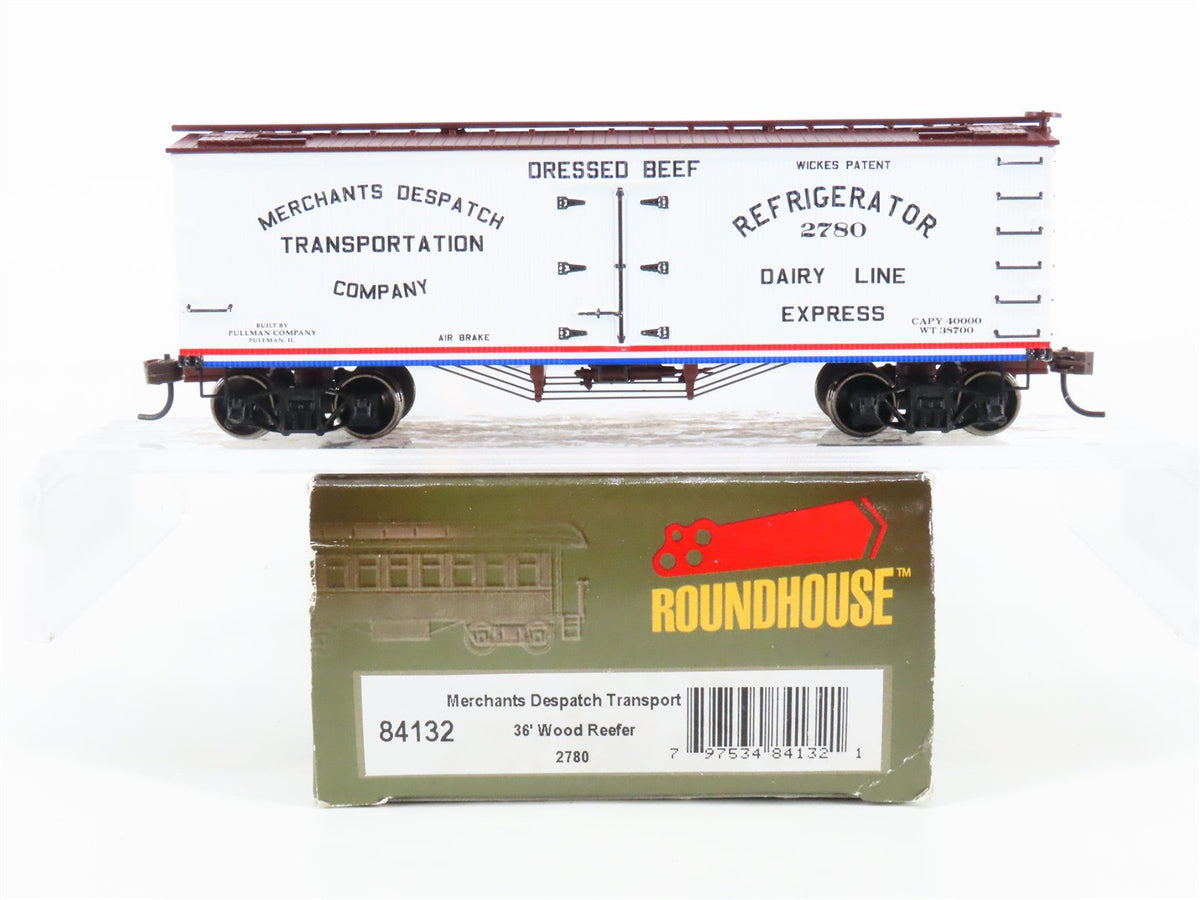 DRESSED BEEF
WICKES PATENT
MERCHANTS DESPATCH
TRANSPORTATION
COMPANY
REFRIGERATOR
2780
DAIRY LINE
EXPRESS
BUILT BY
PULLMAN COMPANY
PULLMAN, IL.
AIR BRAKE
CAPY 40000
WT 38700
ROUNDHOUSE™
Merchants Despatch Transport
84132
36' Wood Reefer
2780
7 97534 84132 1